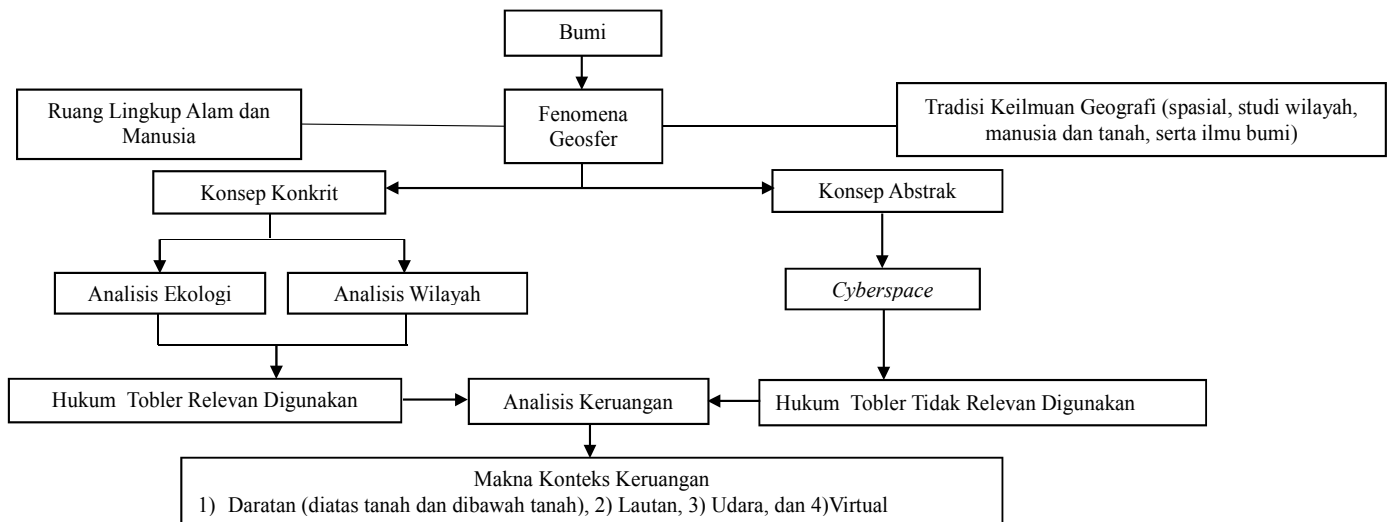 Bumi
Ruang Lingkup Alam dan
Manusia
Fenomena
Geosfer
Tradisi Keilmuan Geografi (spasial, studi wilayah,
manusia dan tanah, serta ilmu bumi)
Konsep Konkrit
Konsep Abstrak
Analisis Ekologi
Analisis Wilayah
Cyberspace
Hukum Tobler Relevan Digunakan
Analisis Keruangan
Hukum Tobler Tidak Relevan Digunakan
Makna Konteks Keruangan
1) Daratan (diatas tanah dan dibawah tanah), 2) Lautan, 3) Udara, dan 4)Virtual